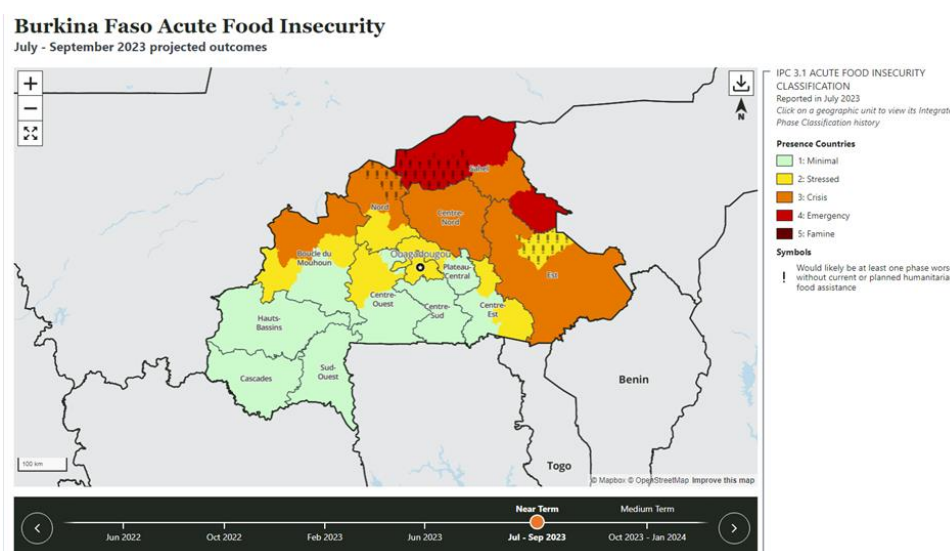 Burkina Faso Acute Food Insecurity
July - September 2023 projected outcomes
+
−
N
IPC 3.1 ACUTE FOOD INSECURITY
CLASSIFICATION
Reported in July 2023
Click on a geographic unit to view its Integrat
Phase Classification history
Presence Countries
1: Minimal
2: Stressed
3: Crisis
4: Emergency
5: Famine
Symbols
! Would likely be at least one phase wors
without current or planned humanitaria
food assistance
Sahel
Nord
Centre-
Nord
Boucle du
Mouhoun
Ouagadougou
Plateau-
Central
Est
Centre-
Ouest
Centre-
Sud
Centre-
Est
Hauts-
Bassins
Cascades
Sud-
Ouest
Benin
Togo
100 km
© Mapbox © OpenStreetMap Improve this map
Near Term
Medium Term
Jun 2022
Oct 2022
Feb 2023
Jun 2023
Jul - Sep 2023
Oct 2023 - Jan 2024